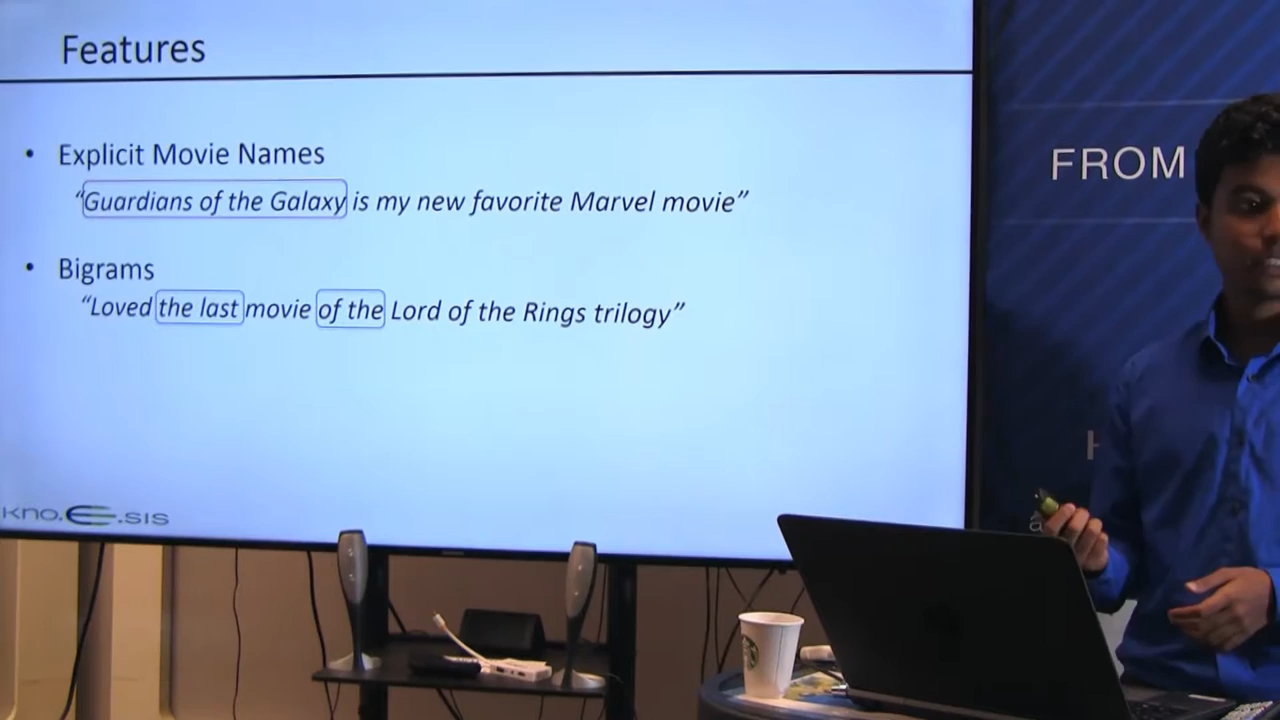 Features
• Explicit Movie Names
“Guardians of the Galaxy is my new favorite Marvel movie”
• Bigrams
“Loved the last movie of the Lord of the Rings trilogy”
kno.e.sis
FROM
H
a